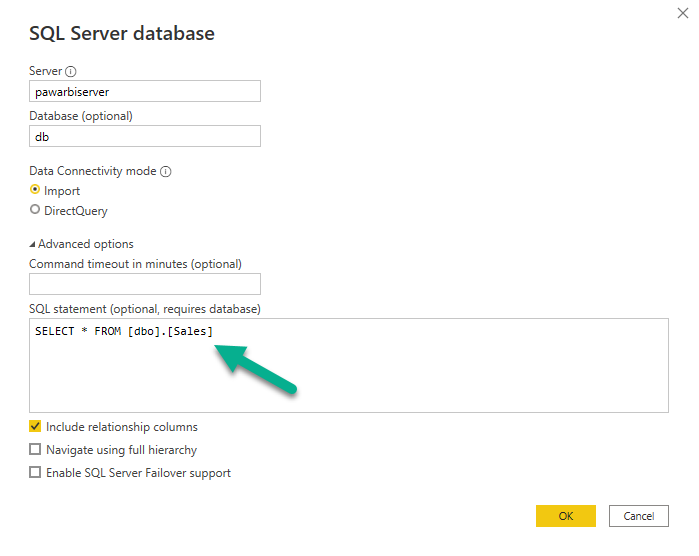 SQL Server database
Server
pawarbiserver
Database (optional)
db
Data Connectivity mode
Import
DirectQuery
Advanced options
Command timeout in minutes (optional)
SQL statement (optional, requires database)
SELECT * FROM [dbo].[Sales]
Include relationship columns
Navigate using full hierarchy
Enable SQL Server Failover support
OK Cancel